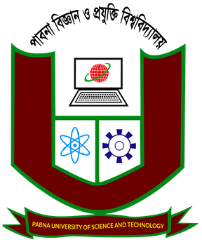 পাবনা বিজ্ঞান ও প্রযুক্তি বিশ্ববিদ্যালয়
PABNA UNIVERSITY OF SCIENCE AND TECHNOLOGY